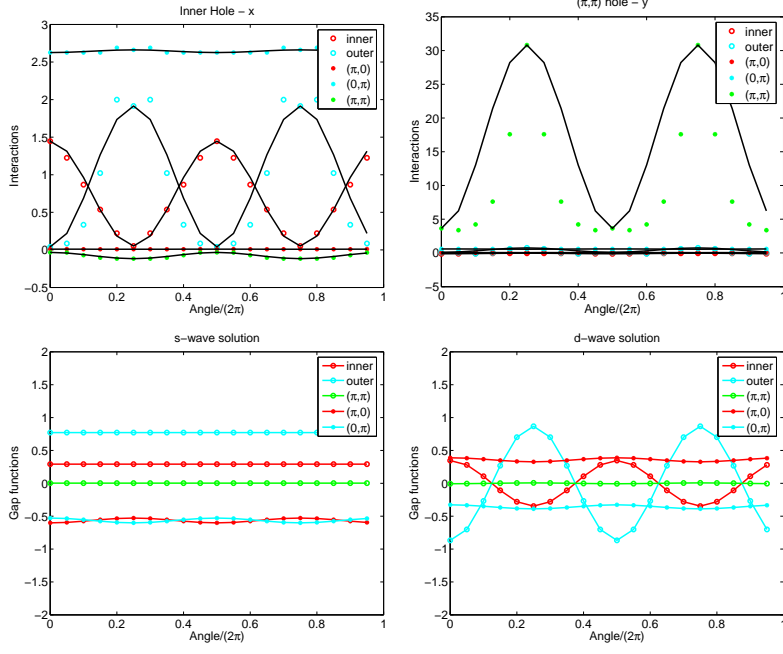 Inner Hole − x
Interactions
3
2.5
2
1.5
1
0.5
0
−0.5
0
0.2
0.4
0.6
0.8
1
Angle/(2π)
inner
outer
(π,0)
(0,π)
(π,π)
(π,π) hole − y
Interactions
35
30
25
20
15
10
5
0
−5
0
0.2
0.4
0.6
0.8
1
Angle/(2π)
inner
outer
(π,0)
(0,π)
(π,π)
s−wave solution
Gap functions
2
1.5
1
0.5
0
−0.5
−1
−1.5
−2
0
0.2
0.4
0.6
0.8
1
Angle/(2π)
inner
outer
(π,π)
(π,0)
(0,π)
d−wave solution
Gap functions
2
1.5
1
0.5
0
−0.5
−1
−1.5
−2
0
0.2
0.4
0.6
0.8
1
Angle/(2π)
inner
outer
(π,π)
(π,0)
(0,π)